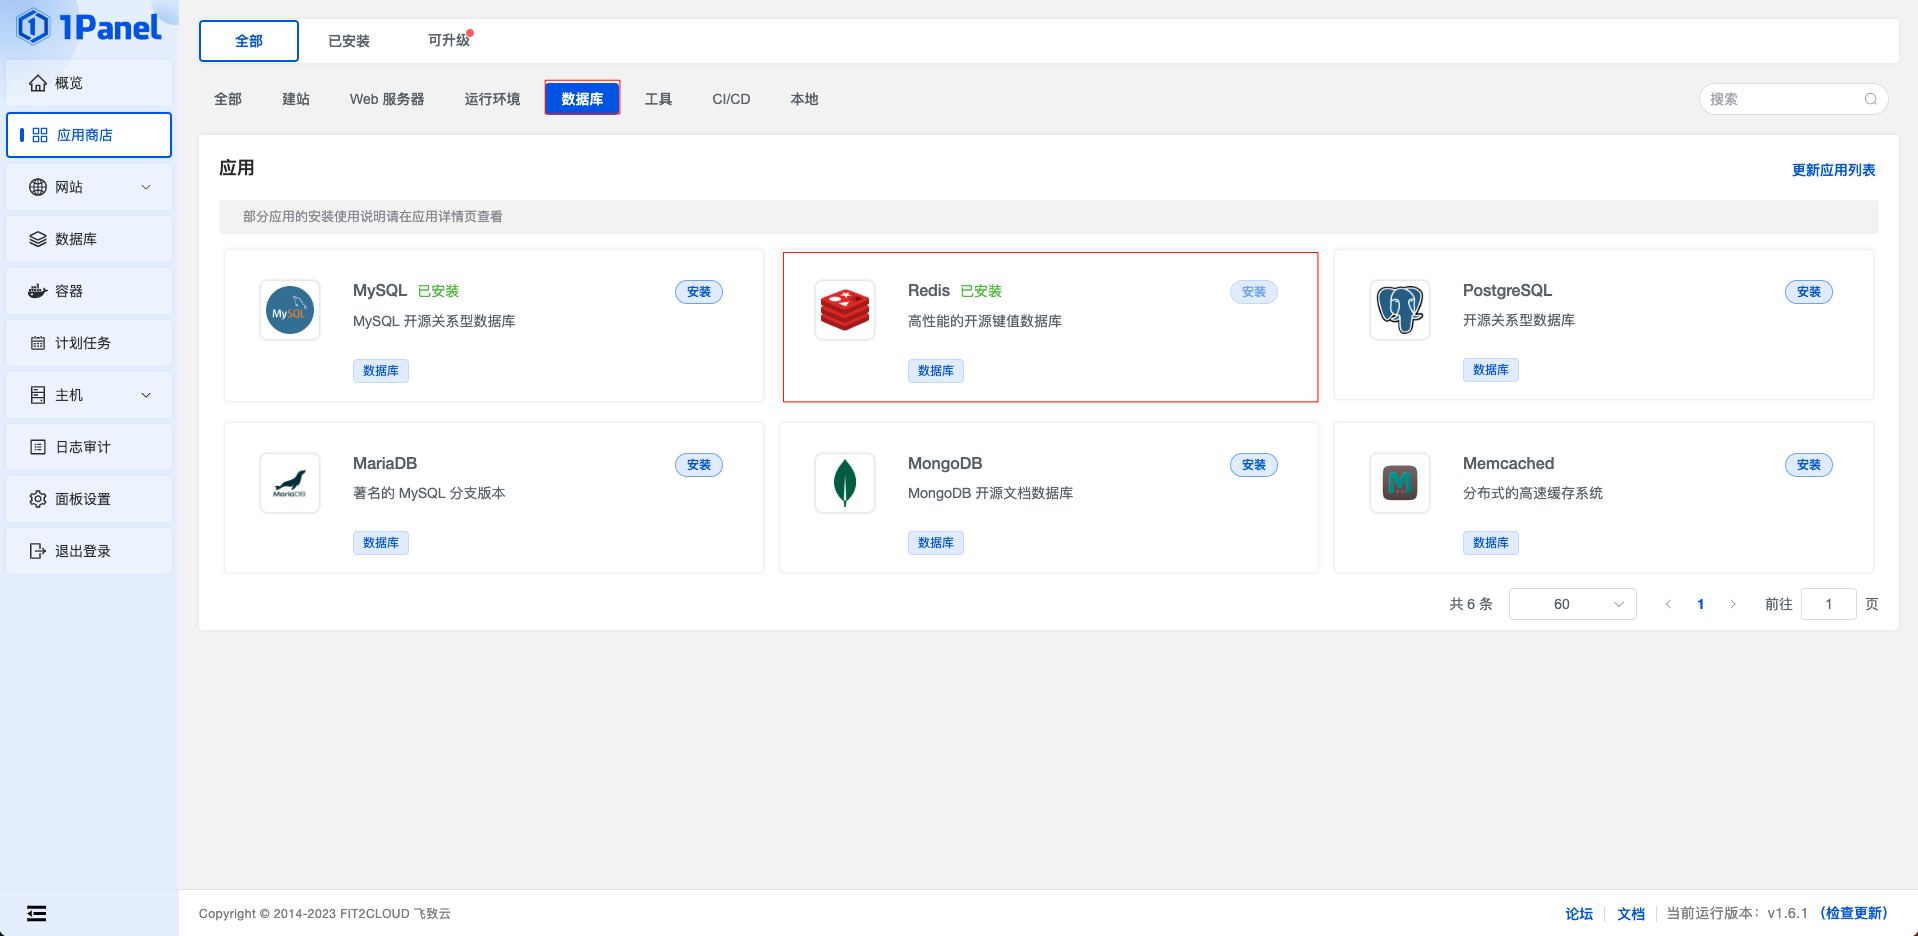 1Panel
概览
应用商店
网站
数据库
容器
计划任务
主机
日志审计
面板设置
退出登录
全部 已安装 可升级
全部 建站 Web 服务器 运行环境 数据库 工具 CI/CD 本地 搜索
应用 更新应用列表
部分应用的安装使用说明请在应用详情页查看
MySQL 已安装 安装
MySQL
MySQL 开源关系型数据库
数据库
Redis 已安装 安装
高性能的开源键值数据库
数据库
PostgreSQL 安装
开源关系型数据库
数据库
MariaDB 安装
MariaDB
著名的 MySQL 分支版本
数据库
MongoDB 安装
MongoDB 开源文档数据库
数据库
Memcached 安装
M
分布式的高速缓存系统
数据库
共 6 条 60 1 前往 1 页
Copyright © 2014-2023 FIT2CLOUD 飞致云 论坛 文档 当前运行版本: v1.6.1 (检查更新)